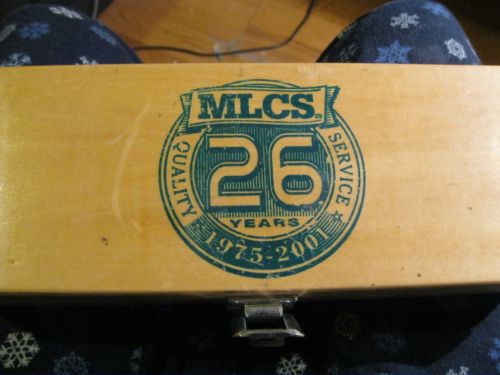 MLCS
QUALITY
SERVICE
26
YEARS
1975-2001